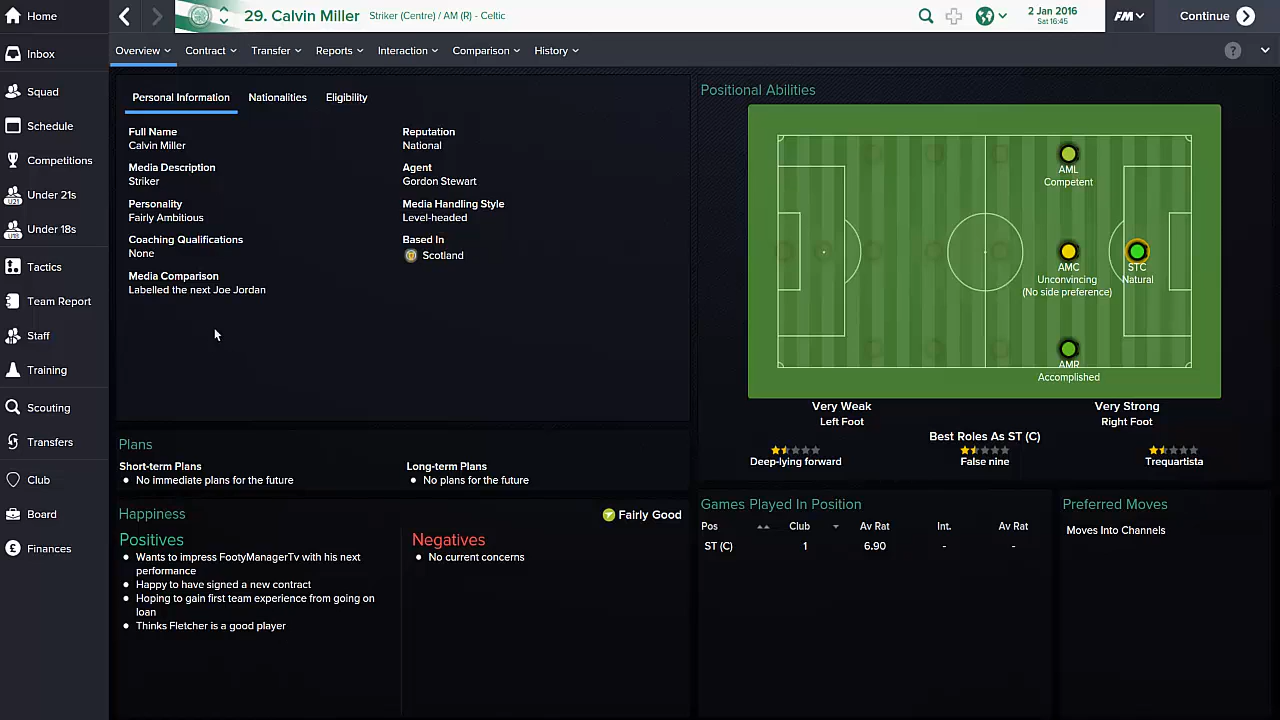 Home
Inbox
Squad
Schedule
Competitions
U21
Under 21s
U18
Under 18s
Tactics
Team Report
Staff
Training
Scouting
Transfers
Club
Board
£
Finances
29. Calvin Miller
Striker (Centre) / AM (R) - Celtic
2 Jan 2016
Sat 16:45
FM
Continue
Overview
Contract
Transfer
Reports
Interaction
Comparison
History
?
Personal Information
Nationalities
Eligibility
Full Name
Calvin Miller
Media Description
Striker
Personality
Fairly Ambitious
Coaching Qualifications
None
Media Comparison
Labelled the next Joe Jordan
Reputation
National
Agent
Gordon Stewart
Media Handling Style
Level-headed
Based In
Scotland
Positional Abilities
AML
Competent
AMC
Unconvincing
(No side preference)
STC
Natural
AMR
Accomplished
Very Weak
Left Foot
Very Strong
Right Foot
Best Roles As ST (C)
Deep-lying forward
False nine
Trequartista
Plans
Short-term Plans
• No immediate plans for the future
Long-term Plans
• No plans for the future
Happiness
Fairly Good
Positives
• Wants to impress FootyManagerTv with his next
performance
• Happy to have signed a new contract
• Hoping to gain first team experience from going on
loan
• Thinks Fletcher is a good player
Negatives
• No current concerns
Games Played In Position
Pos Club Av Rat Int. Av Rat
ST (C) 1 6.90 - -
Preferred Moves
Moves Into Channels